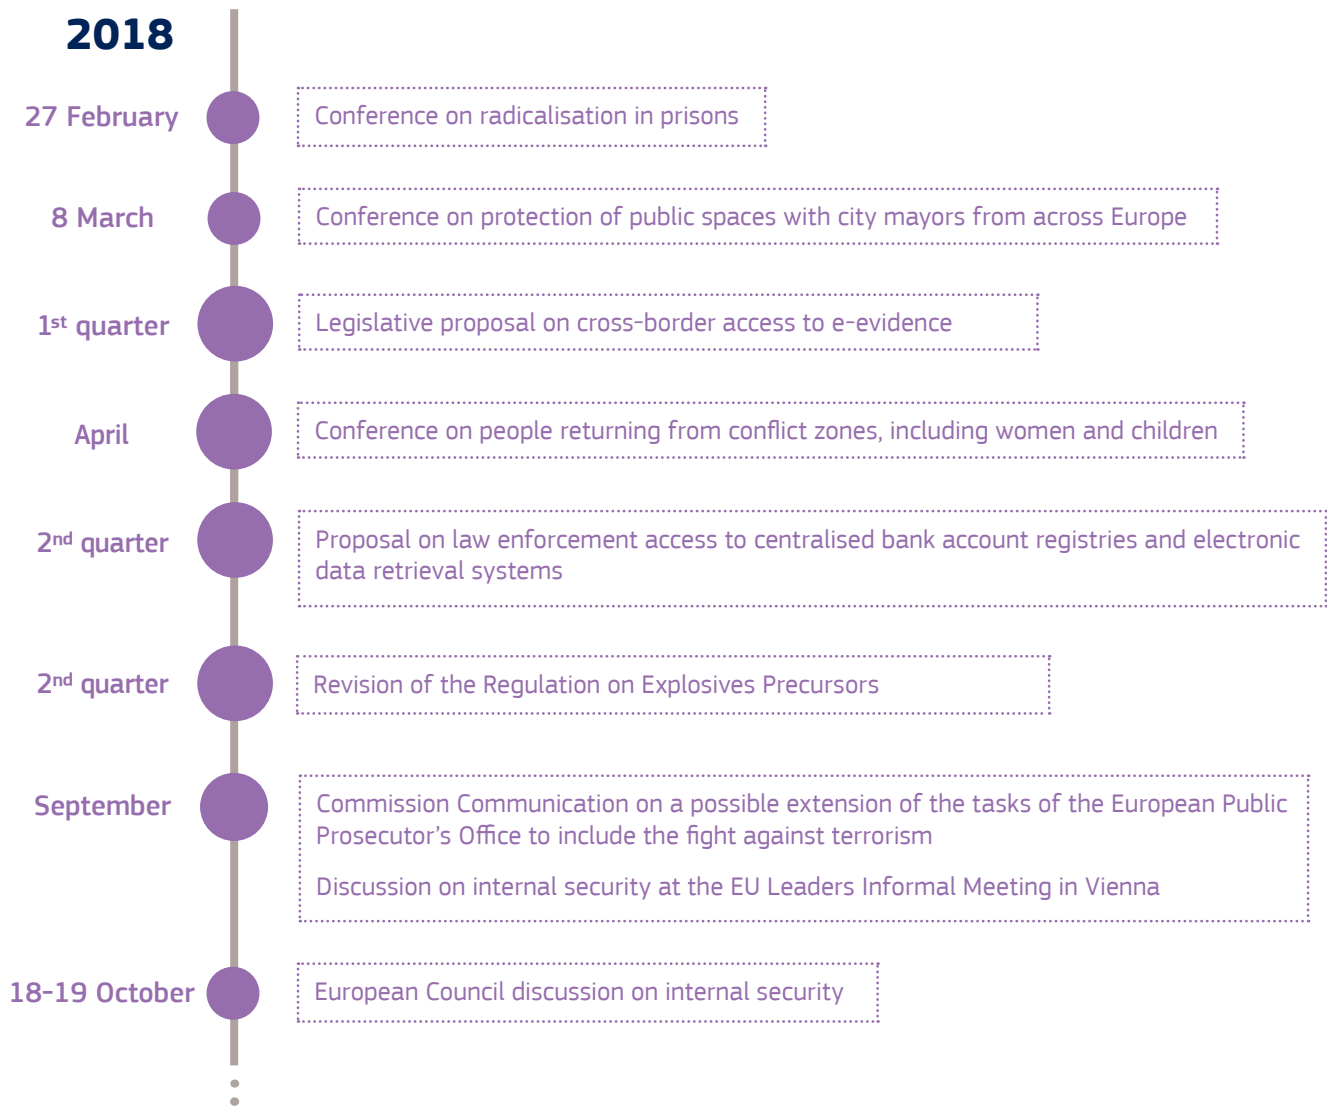 2018
27 February
Conference on radicalisation in prisons
8 March
Conference on protection of public spaces with city mayors from across Europe
1st quarter
Legislative proposal on cross-border access to e-evidence
April
Conference on people returning from conflict zones, including women and children
2nd quarter
Proposal on law enforcement access to centralised bank account registries and electronic
data retrieval systems
2nd quarter
Revision of the Regulation on Explosives Precursors
September
Commission Communication on a possible extension of the tasks of the European Public
Prosecutor’s Office to include the fight against terrorism
Discussion on internal security at the EU Leaders Informal Meeting in Vienna
18-19 October
European Council discussion on internal security